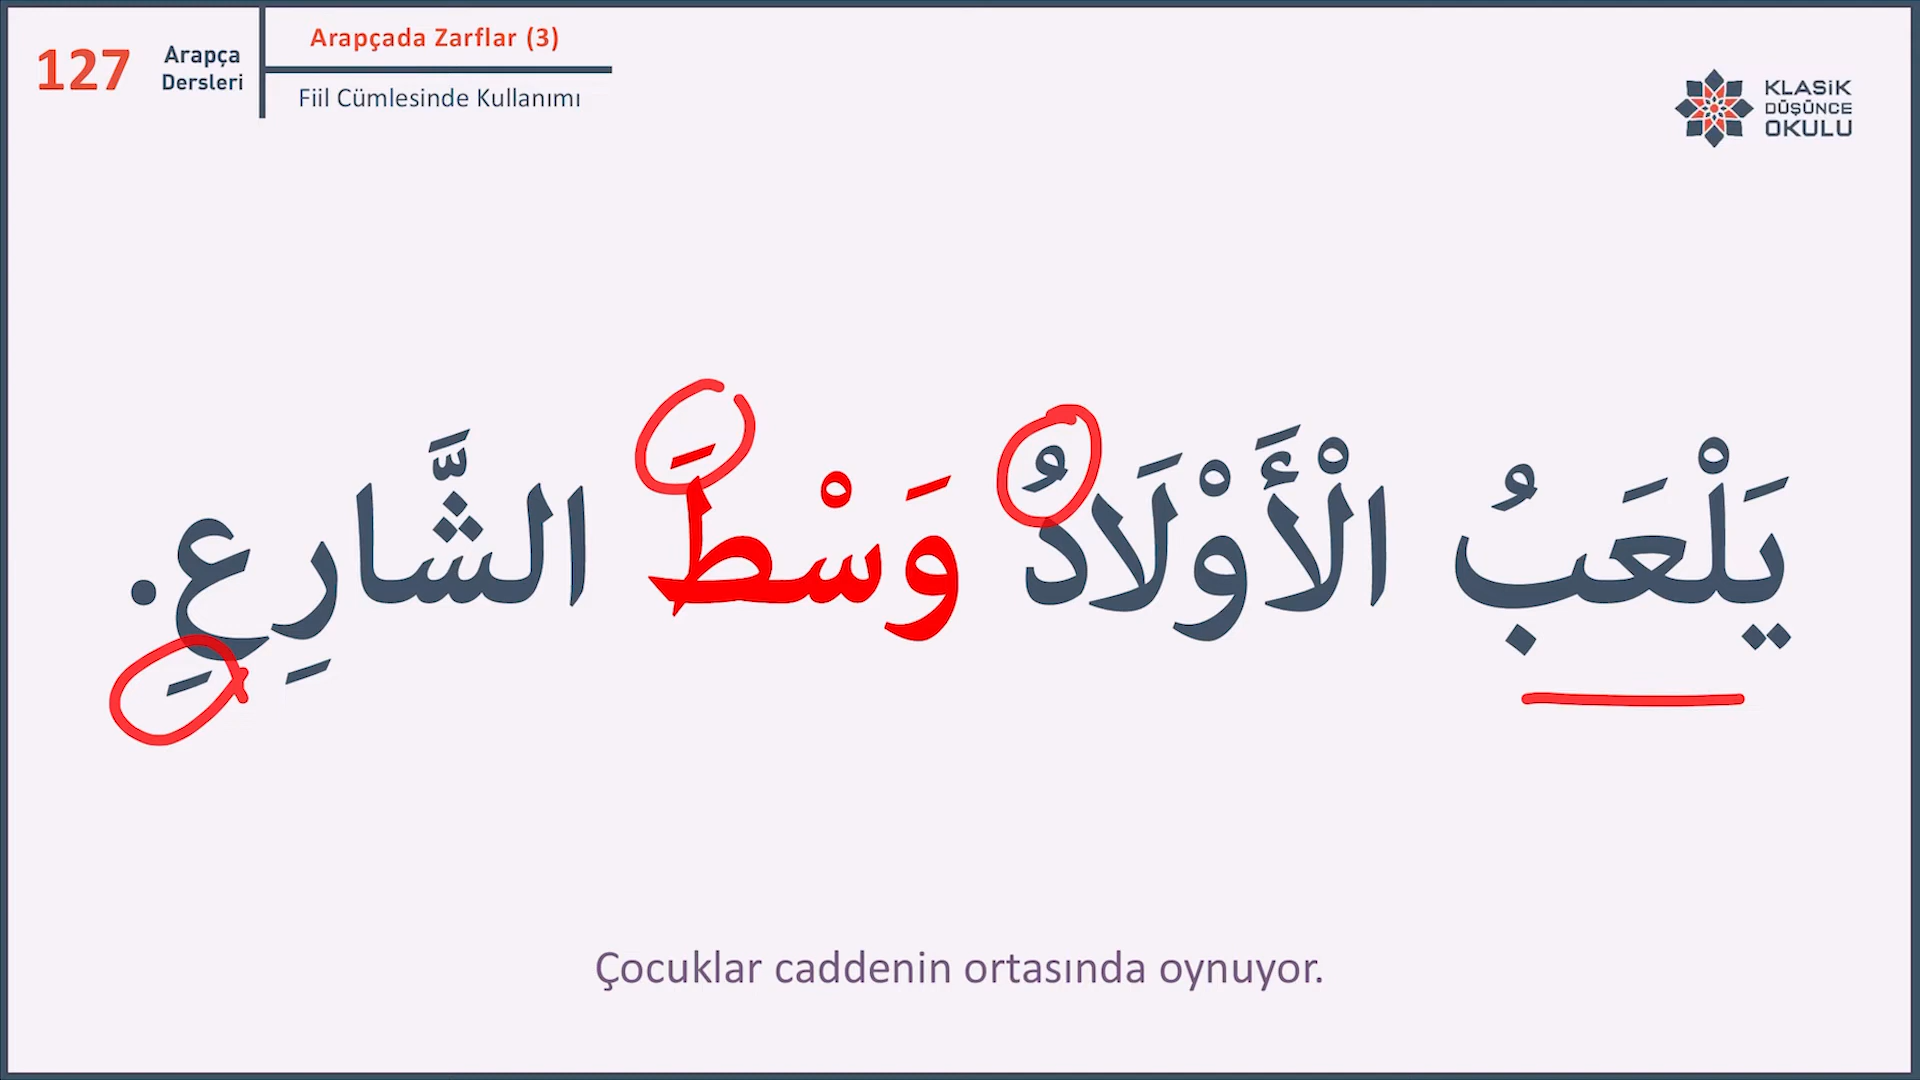 127
Arapça
Dersleri
Arapçada Zarflar (3)
Fiil Cümlesinde Kullanımı
KLASiK
DÜŞÜNCE
OKULU
يَلْعَبُ الْأَوْلَادُ وَسْطَ الشَّارِعِ.
Çocuklar caddenin ortasında oynuyor.